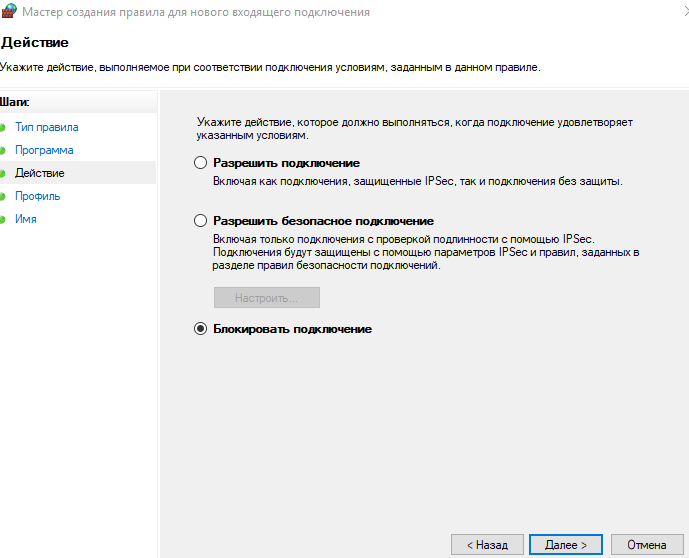 Мастер создания правила для нового входящего подключения
Действие
Укажите действие, выполняемое при соответствии подключения условиям, заданным в данном правиле.
Шаги:
Тип правила
Программа
Действие
Профиль
Имя
Укажите действие, которое должно выполняться, когда подключение удовлетворяет
указанным условиям.
Разрешить подключение
Включая как подключения, защищенные IPSec, так и подключения без защиты.
Разрешить безопасное подключение
Включая только подключения с проверкой подлинности с помощью IPSec.
Подключения будут защищены с помощью параметров IPSec и правил, заданных в
разделе правил безопасности подключений.
Настроить...
Блокировать подключение
< Назад
Далее >
Отмена